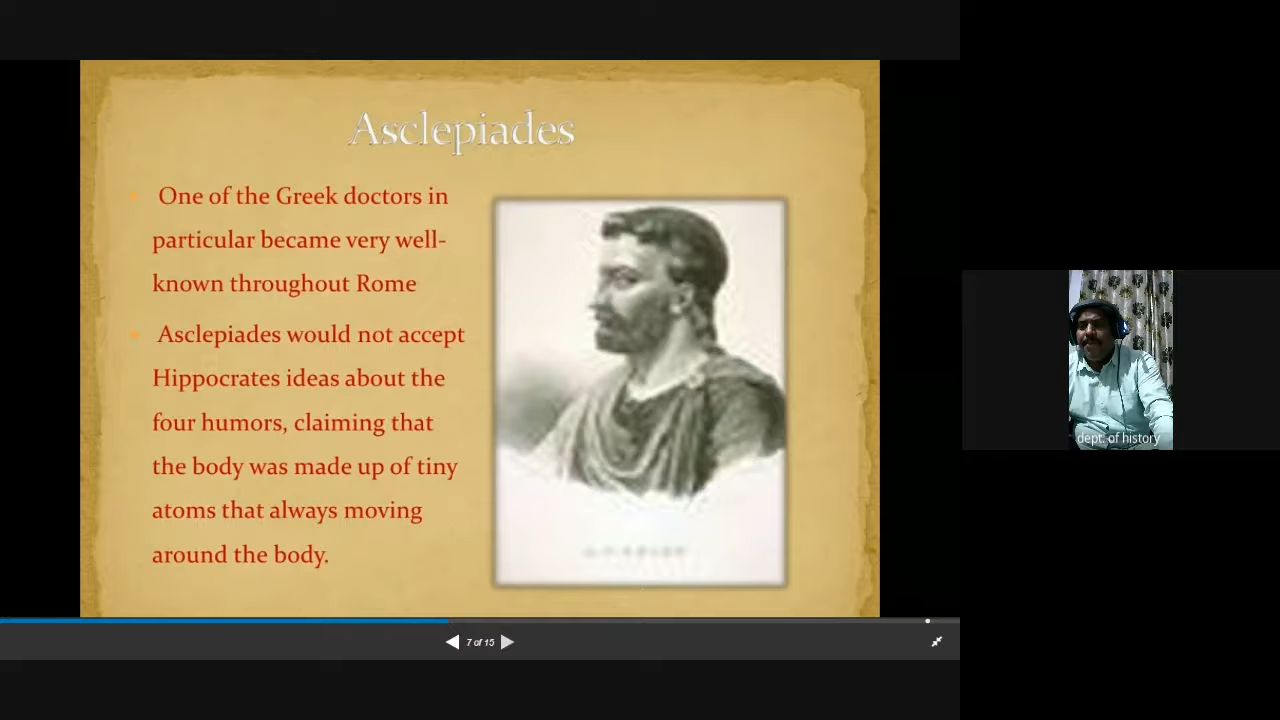 Asclepiades
One of the Greek doctors in
particular became very well-
known throughout Rome
Asclepiades would not accept
Hippocrates ideas about the
four humors, claiming that
the body was made up of tiny
atoms that always moving
around the body.
7 of 15
dept. of history